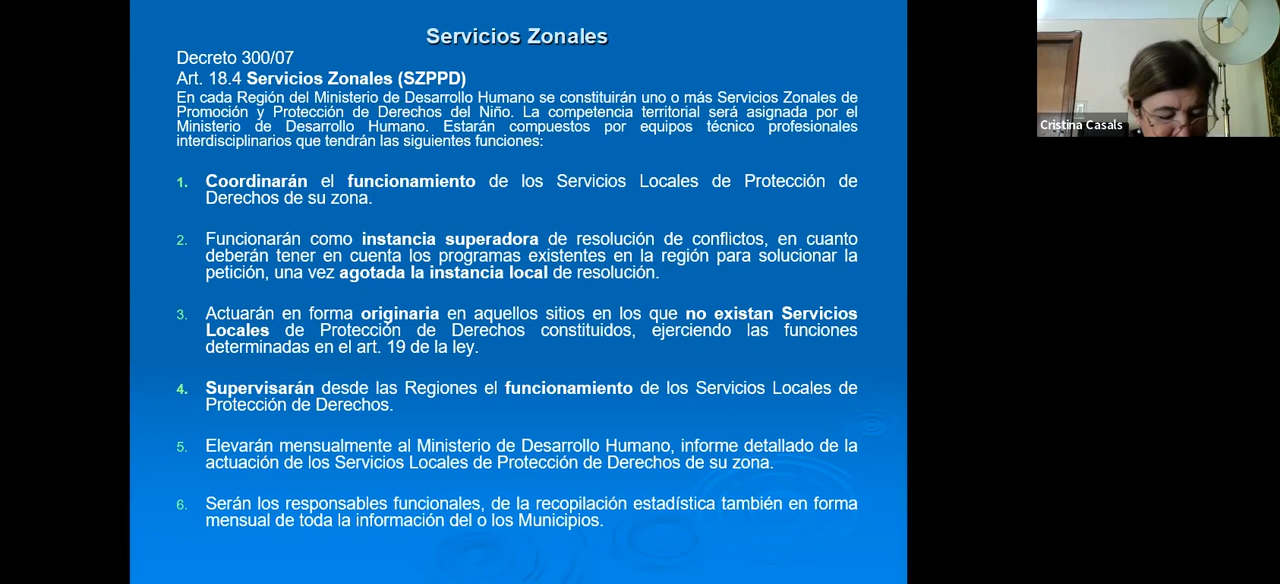 Servicios Zonales
Decreto 300/07
Art. 18.4 Servicios Zonales (SZPPD)
En cada Región del Ministerio de Desarrollo Humano se constituirán uno o más Servicios Zonales de
Promoción y Protección de Derechos del Niño. La competencia territorial será asignada por el
Ministerio de Desarrollo Humano. Estarán compuestos por equipos técnico profesionales
interdisciplinarios que tendrán las siguientes funciones:
1. Coordinarán el funcionamiento de los Servicios Locales de Protección de
Derechos de su zona.
2. Funcionarán como instancia superadora de resolución de conflictos, en cuanto
deberán tener en cuenta los programas existentes en la región para solucionar la
petición, una vez agotada la instancia local de resolución.
3. Actuarán en forma originaria en aquellos sitios en los que no existan Servicios
Locales de Protección de Derechos constituidos, ejerciendo las funciones
determinadas en el art. 19 de la ley.
4. Supervisarán desde las Regiones el funcionamiento de los Servicios Locales de
Protección de Derechos.
5. Elevarán mensualmente al Ministerio de Desarrollo Humano, informe detallado de la
actuación de los Servicios Locales de Protección de Derechos de su zona.
6. Serán los responsables funcionales, de la recopilación estadística también en forma
mensual de toda la información del o los Municipios.
Cristina Casals